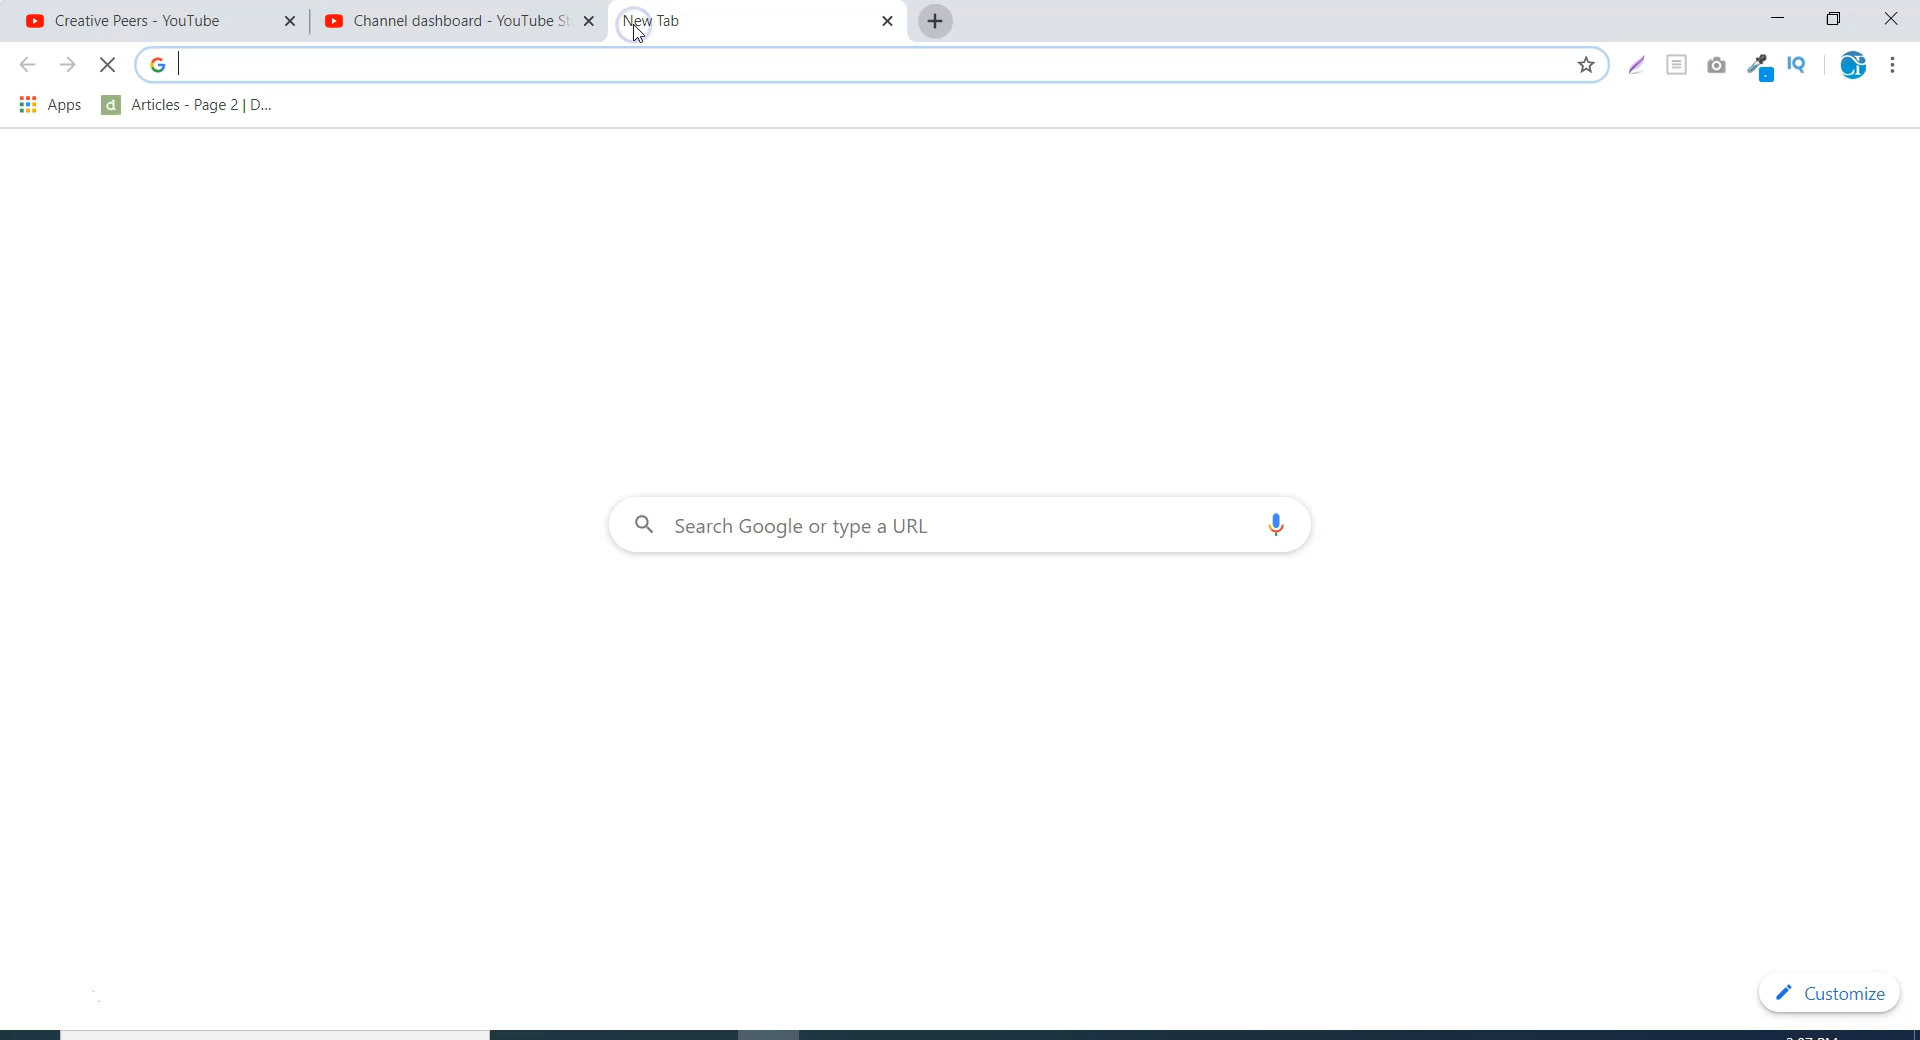 Creative Peers - YouTube
Channel dashboard - YouTube St
New Tab
Apps
Articles - Page 2 | D...
IQ
Search Google or type a URL
Customize